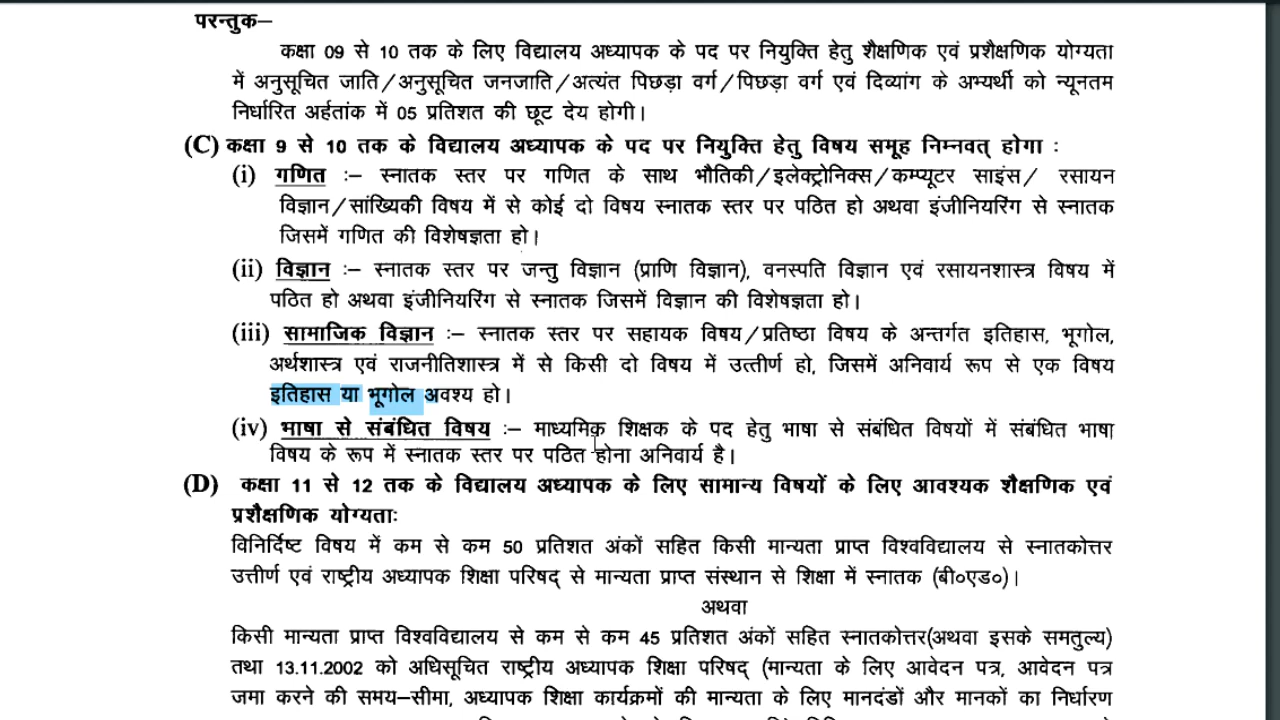 परन्तुक–
कक्षा 09 से 10 तक के लिए विद्यालय अध्यापक के पद पर नियुक्ति हेतु शैक्षणिक एवं प्रशैक्षणिक योग्यता
में अनुसूचित जाति/अनुसूचित जनजाति/अत्यंत पिछड़ा वर्ग/पिछड़ा वर्ग एवं दिव्यांग के अभ्यर्थी को न्यूनतम
निर्धारित अर्हतांक में 05 प्रतिशत की छूट देय होगी।
(C) कक्षा 9 से 10 तक के विद्यालय अध्यापक के पद पर नियुक्ति हेतु विषय समूह निम्नवत् होगा :
(i) गणित :– स्नातक स्तर पर गणित के साथ भौतिकी/इलेक्ट्रोनिक्स/कम्प्यूटर साइंस/ रसायन
विज्ञान/सांख्यिकी विषय में से कोई दो विषय स्नातक स्तर पर पठित हो अथवा इंजीनियरिंग से स्नातक
जिसमें गणित की विशेषज्ञता हो।
(ii) विज्ञान :– स्नातक स्तर पर जन्तु विज्ञान (प्राणि विज्ञान), वनस्पति विज्ञान एवं रसायनशास्त्र विषय में
पठित हो अथवा इंजीनियरिंग से स्नातक जिसमें विज्ञान की विशेषज्ञता हो।
(iii) सामाजिक विज्ञान :– स्नातक स्तर पर सहायक विषय/प्रतिष्ठा विषय के अन्तर्गत इतिहास, भूगोल,
अर्थशास्त्र एवं राजनीतिशास्त्र में से किसी दो विषय में उत्तीर्ण हो, जिसमें अनिवार्य रूप से एक विषय
इतिहास या भूगोल अवश्य हो।
(iv) भाषा से संबंधित विषय :– माध्यमिक शिक्षक के पद हेतु भाषा से संबंधित विषयों में संबंधित भाषा
विषय के रूप में स्नातक स्तर पर पठित होना अनिवार्य है।
(D) कक्षा 11 से 12 तक के विद्यालय अध्यापक के लिए सामान्य विषयों के लिए आवश्यक शैक्षणिक एवं
प्रशैक्षणिक योग्यताः
विनिर्दिष्ट विषय में कम से कम 50 प्रतिशत अंकों सहित किसी मान्यता प्राप्त विश्वविद्यालय से स्नातकोत्तर
उत्तीर्ण एवं राष्ट्रीय अध्यापक शिक्षा परिषद् से मान्यता प्राप्त संस्थान से शिक्षा में स्नातक (बी०एड०)।
अथवा
किसी मान्यता प्राप्त विश्वविद्यालय से कम से कम 45 प्रतिशत अंकों सहित स्नातकोत्तर(अथवा इसके समतुल्य)
तथा 13.11.2002 को अधिसूचित राष्ट्रीय अध्यापक शिक्षा परिषद् (मान्यता के लिए आवेदन पत्र, आवेदन पत्र
जमा करने की समय–सीमा, अध्यापक शिक्षा कार्यक्रमों की मान्यता के लिए मानदंडों और मानकों का निर्धारण